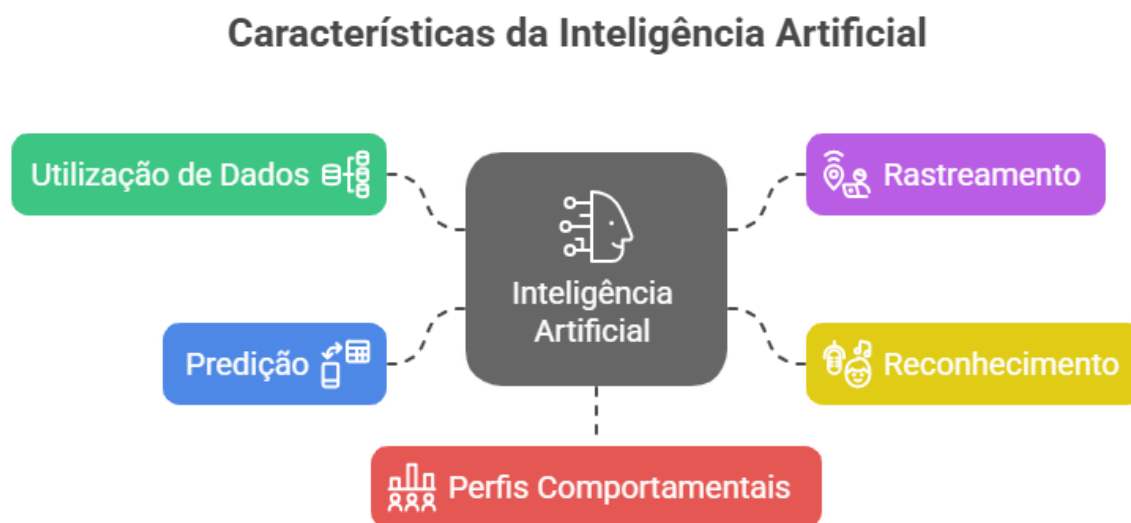 Características da Inteligência Artificial
Utilização de Dados
Rastreamento
Inteligência
Artificial
Predição
Reconhecimento
Perfis Comportamentais